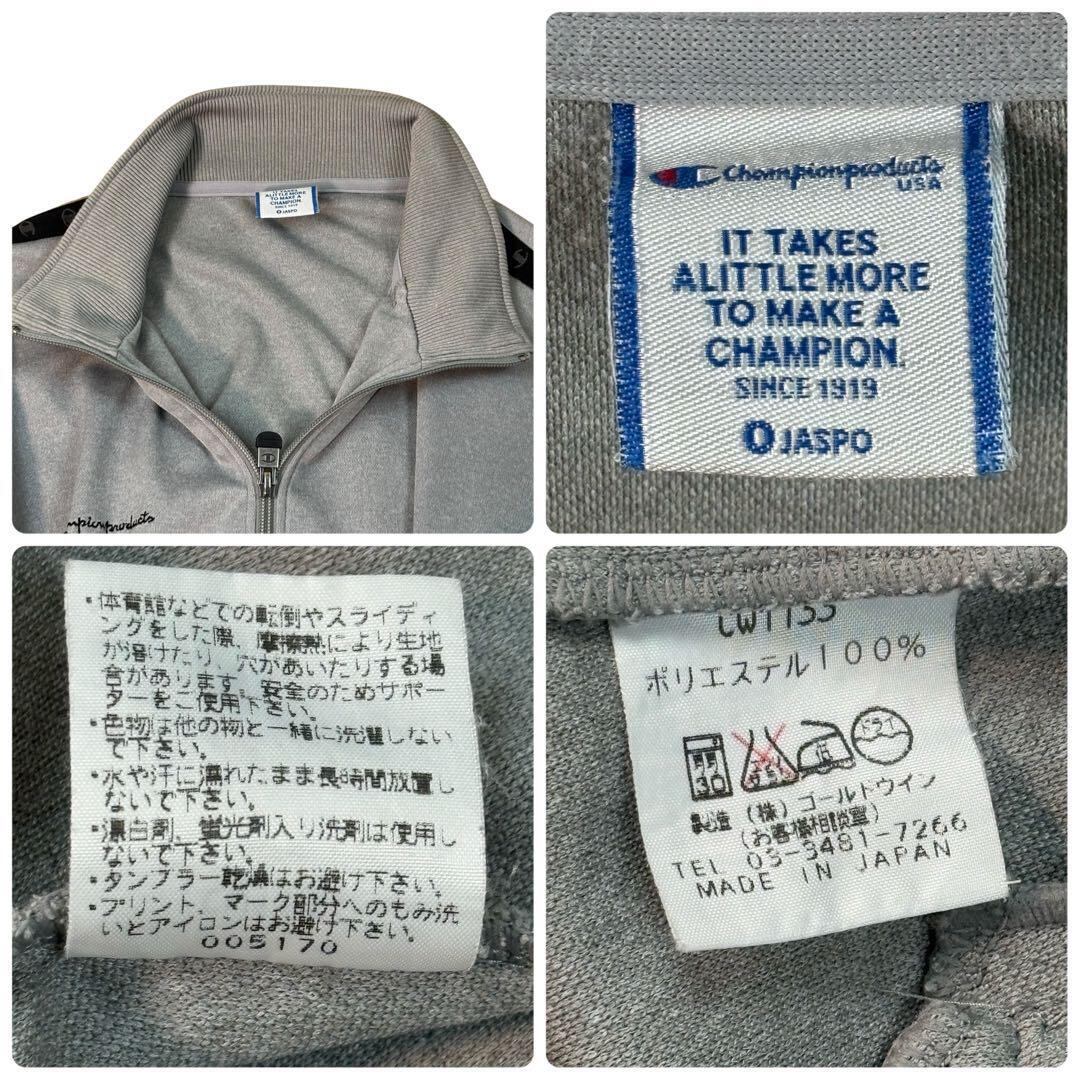 IT TAKES
ALITTLE MORE
TO MAKE A
CHAMPION.
SINCE 1919
JASPO
mpionproducts
Championproducts
USA
IT TAKES
ALITTLE MORE
TO MAKE A
CHAMPION.
SINCE 1919
JASPO
・体育館などでの転倒やスライディ
ングをした際、摩擦熱により生地
が溶けたり、穴があいたりする場
合があります。安全のためサポー
ターをご使用下さい。
・色物は他の物と一緒に洗濯しない
で下さい。
・水や汗に濡れたまま長時間放置し
ないで下さい。
・漂白剤、蛍光剤入り洗剤は使用し
ないで下さい。
・タンブラー乾燥はお避け下さい。
・プリント、マーク部分へのもみ洗
いとアイロンはお避け下さい。
005170
CW1133
ポリエステル100%
30
ドライ
製造 (株)ゴールドウイン
(お客様相談室)
TEL 03-3481-7266
MADE IN JAPAN